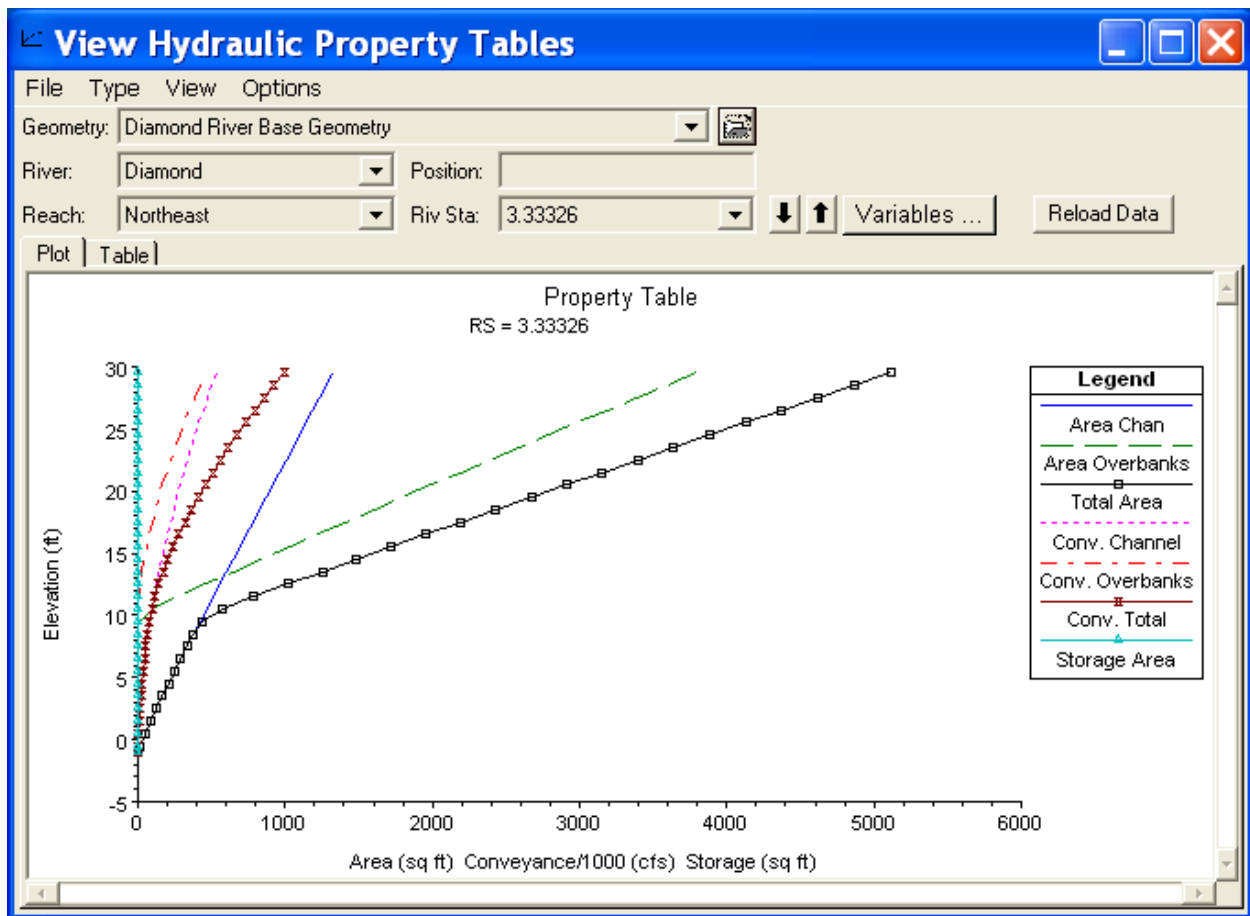 View Hydraulic Property Tables
File Type View Options
Geometry: Diamond River Base Geometry
River: Diamond Position:
Reach: Northeast Riv Sta: 3.33326 Variables ... Reload Data
Plot Table
Property Table
RS = 3.33326
30
25
20
15
10
5
0
-5
Elevation (ft)
0 1000 2000 3000 4000 5000 6000
Area (sq ft) Conveyance/1000 (cfs) Storage (sq ft)
Legend
Area Chan
Area Overbanks
Total Area
Conv. Channel
Conv. Overbanks
Conv. Total
Storage Area